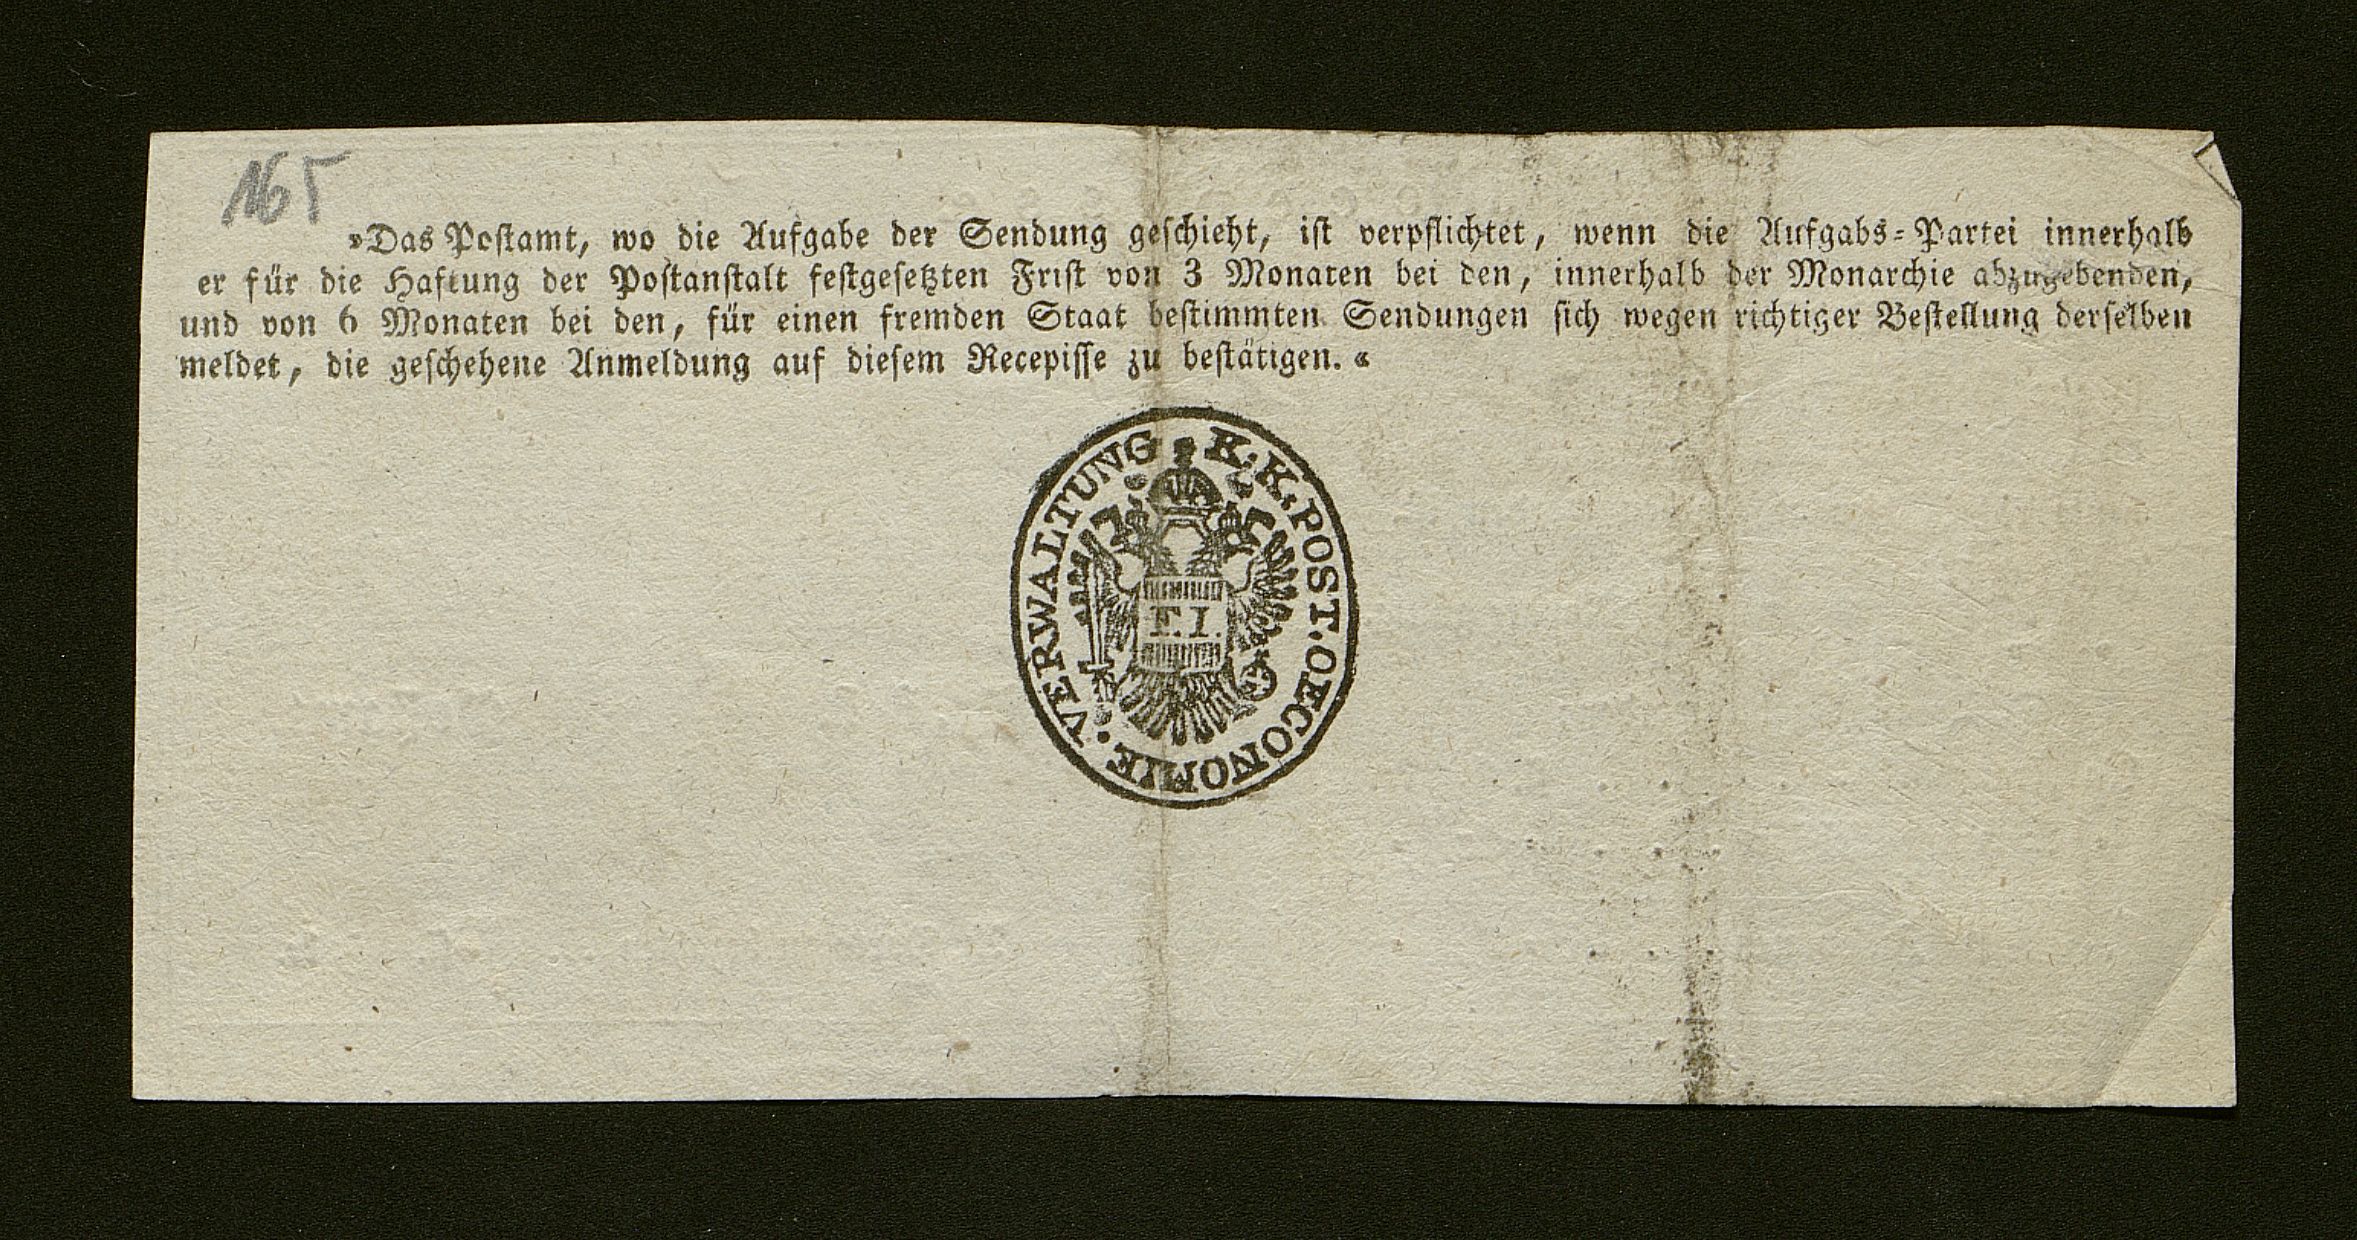 165
»Das Postamt, wo die Aufgabe der Sendung geschieht, ist verpflichtet, wenn die Aufgabs-Partei innerhalb
er für die Haftung der Postanstalt festgesetzten Frist von 3 Monaten bei den, innerhalb der Monarchie abzugebenden,
und von 6 Monaten bei den, für einen fremden Staat bestimmten Sendungen sich wegen richtiger Bestellung derselben
meldet, die geschehene Anmeldung auf diesem Recepisse zu bestätigen.«
K.K. POST. OECONOMIE. VERWALTUNG
F.I.